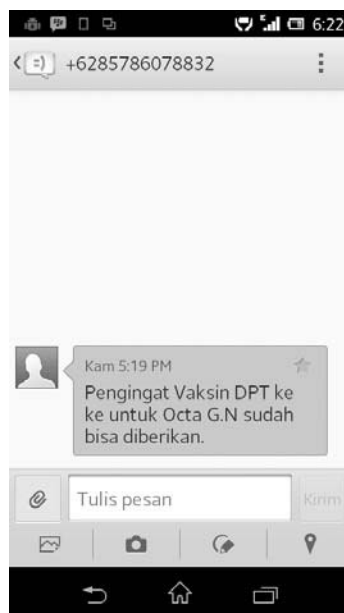 6:22
+6285786078832
Kam 5:19 PM
Pengingat Vaksin DPT ke
ke untuk Octa G.N sudah
bisa diberikan.
Tulis pesan
Kirim